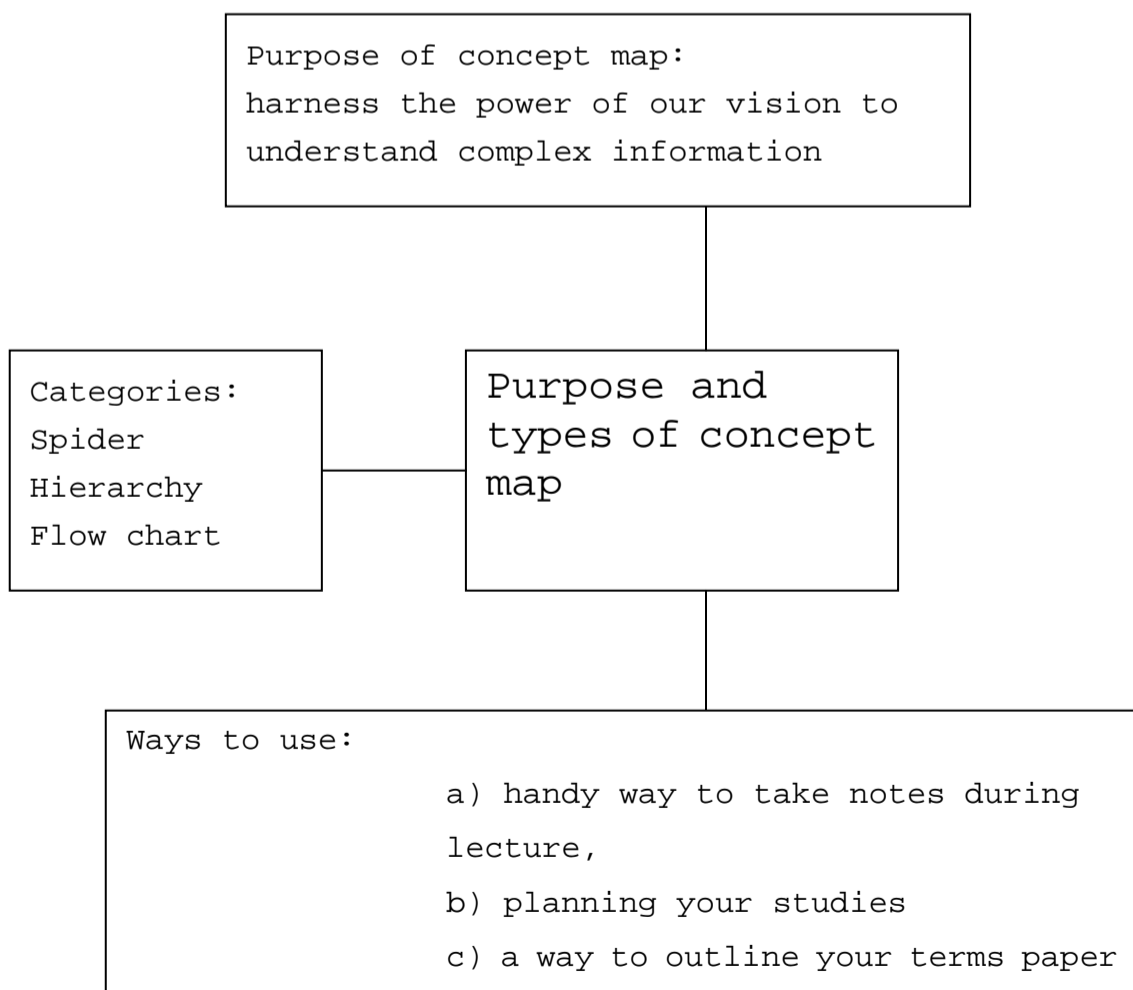 Purpose of concept map:
harness the power of our vision to
understand complex information
Categories:
Spider
Hierarchy
Flow chart
Purpose and
types of concept
map
Ways to use:
a) handy way to take notes during
lecture,
b) planning your studies
c) a way to outline your terms paper